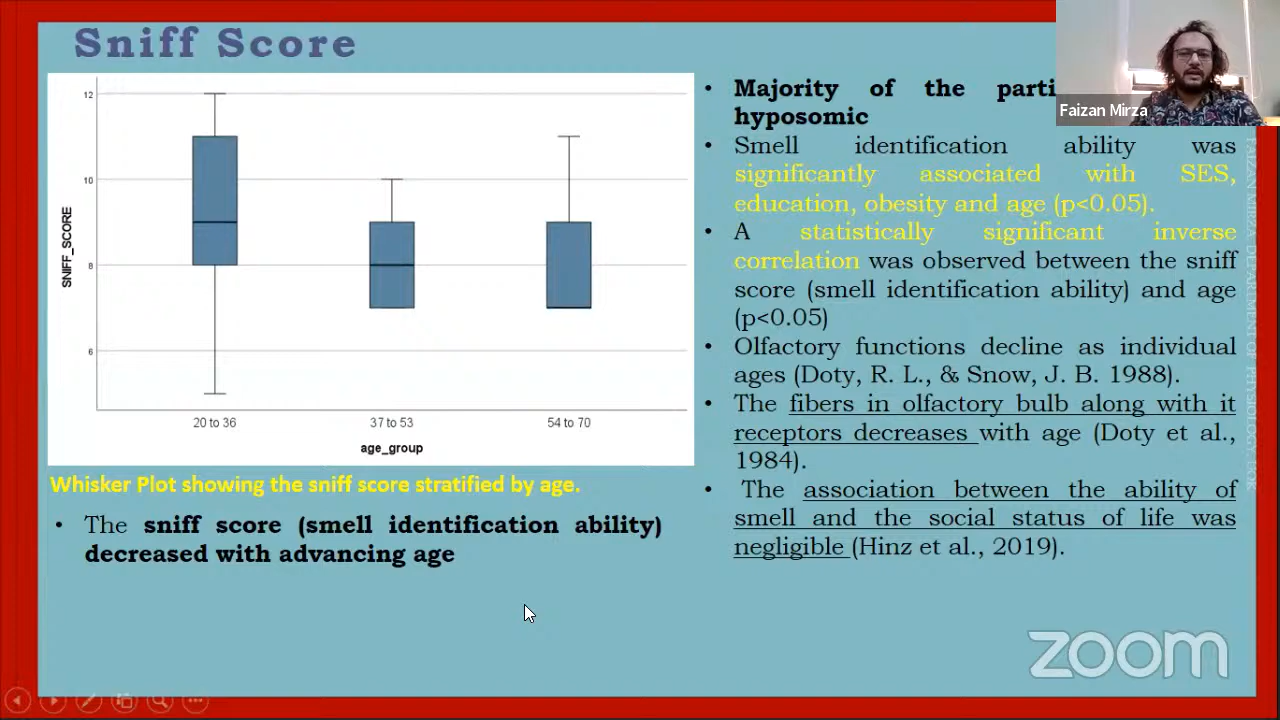 Sniff Score
12
10
8
6
SNIFF_SCORE
20 to 36
37 to 53
54 to 70
age_group
Whisker Plot showing the sniff score stratified by age.
• The sniff score (smell identification ability)
decreased with advancing age
• Majority of the parti
hyposomic
• Smell identification ability was
significantly associated with SES,
education, obesity and age (p<0.05).
• A statistically significant inverse
correlation was observed between the sniff
score (smell identification ability) and age
(p<0.05)
• Olfactory functions decline as individual
ages (Doty, R. L., & Snow, J. B. 1988).
• The fibers in olfactory bulb along with it
receptors decreases with age (Doty et al.,
1984).
• The association between the ability of
smell and the social status of life was
negligible (Hinz et al., 2019).
Faizan Mirza
FAIZAN MIRZA DEPARTMENT OF PHYSIOLOGY,
zoom